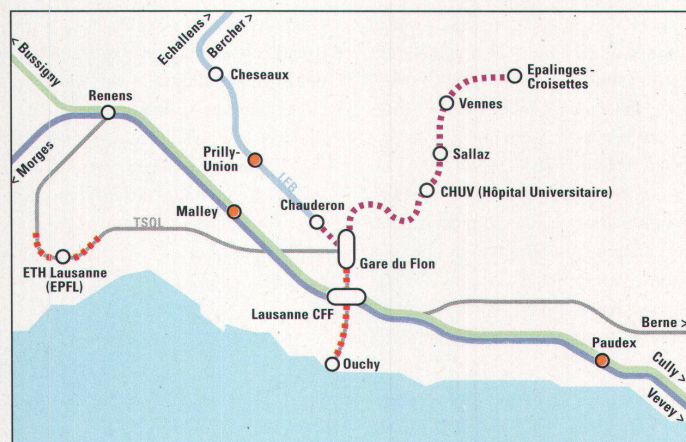 Echallens >
Bercher >
< Bussigny
Cheseaux
Epalinges -
Croisettes
Renens
Vennes
Prilly-
Union
Sallaz
< Morges
LEB
CHUV (Hôpital Universitaire)
Chauderon
Malley
TSOL
Gare du Flon
ETH Lausanne
(EPFL)
Lausanne CFF
Berne >
Paudex
Ouchy
Cully >
Vevey >